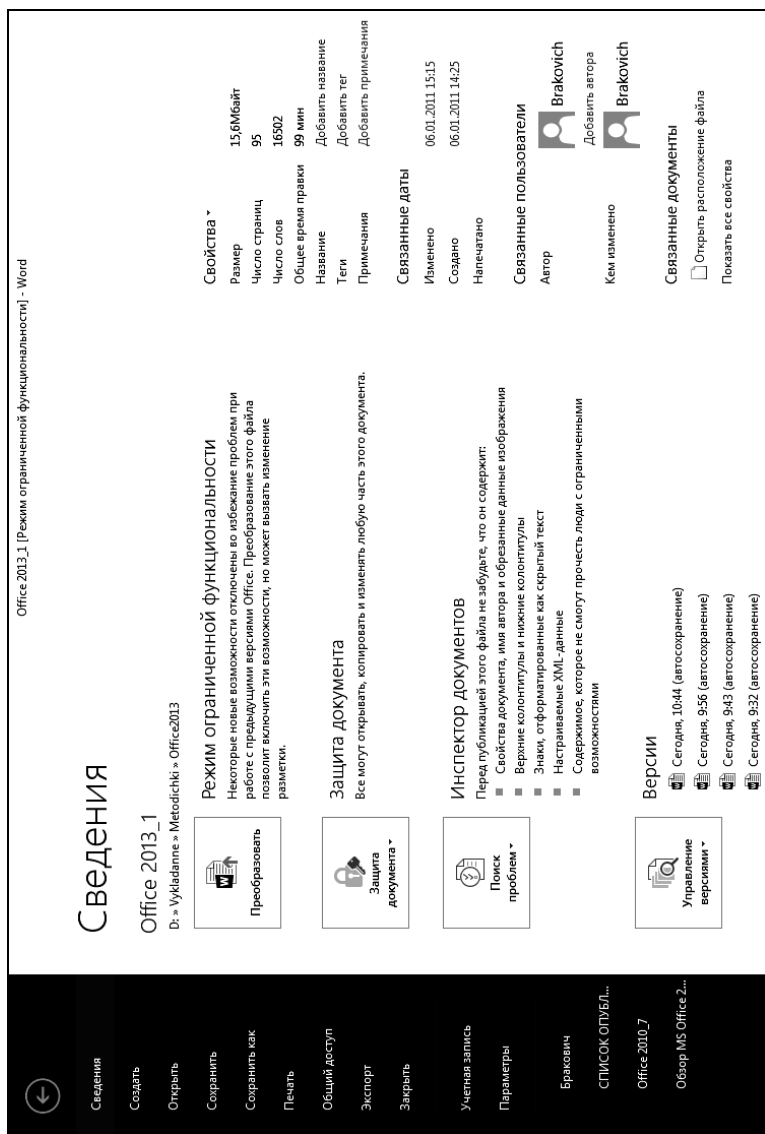 Office 2013_1 [Режим ограниченной функциональности] - Word
Сведения
Создать
Открыть
Сохранить
Сохранить как
Печать
Общий доступ
Экспорт
Закрыть
Учетная запись
Параметры
Бракович
СПИСОК ОПУБЛ...
Office 2010_7
Обзор MS Office 2...
Сведения
Office 2013_1
D: » Vykladanne » Metodichki » Office2013
Преобразовать
Режим ограниченной функциональности
Некоторые новые возможности отключены во избежание проблем при
работе с предыдущими версиями Office. Преобразование этого файла
позволит включить эти возможности, но может вызвать изменение
разметки.
Защита
документа
Защита документа
Все могут открывать, копировать и изменять любую часть этого документа.
Поиск
проблем
Инспектор документов
Перед публикацией этого файла не забудьте, что он содержит:
Свойства документа, имя автора и обрезанные данные изображения
Верхние колонтитулы и нижние колонтитулы
Знаки, отформатированные как скрытый текст
Настраиваемые XML-данные
Содержимое, которое не смогут прочесть люди с ограниченными
возможностями
Управление
версиями
Версии
Сегодня, 10:44 (автосохранение)
Сегодня, 9:56 (автосохранение)
Сегодня, 9:43 (автосохранение)
Сегодня, 9:32 (автосохранение)
Свойства
Размер 15,6Мбайт
Число страниц 95
Число слов 16502
Общее время правки 99 мин
Название Добавить название
Теги Добавить тег
Примечания Добавить примечания
Связанные даты
Изменено 06.01.2011 15:15
Создано 06.01.2011 14:25
Напечатано
Связанные пользователи
Автор Brakovich
Добавить автора
Кем изменено Brakovich
Связанные документы
Открыть расположение файла
Показать все свойства